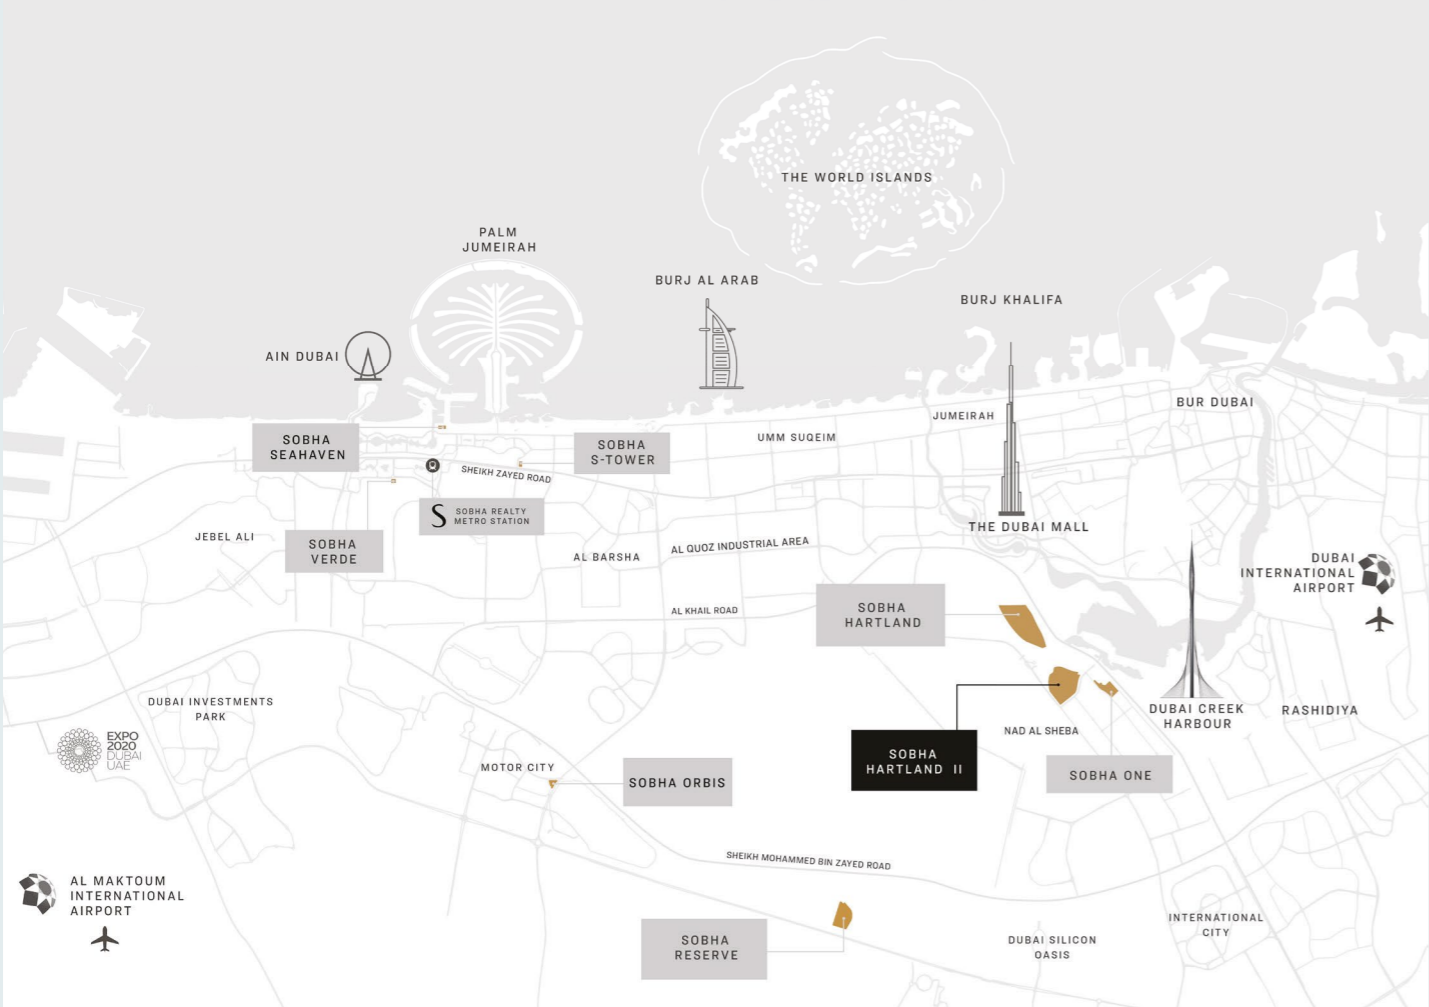 THE WORLD ISLANDS
PALM
JUMEIRAH
BURJ AL ARAB
BURJ KHALIFA
AIN DUBAI
JUMEIRAH
BUR DUBAI
UMM SUQEIM
SOBHA
SEAHAVEN
SOBHA
S-TOWER
SHEIKH ZAYED ROAD
S SOBHA REALTY
METRO STATION
JEBEL ALI
SOBHA
VERDE
AL BARSHA
AL QUOZ INDUSTRIAL AREA
THE DUBAI MALL
DUBAI
INTERNATIONAL
AIRPORT
AL KHAIL ROAD
SOBHA
HARTLAND
DUBAI INVESTMENTS
PARK
EXPO
2020
DUBAI
UAE
NAD AL SHEBA
DUBAI CREEK
HARBOUR
RASHIDIYA
SOBHA
HARTLAND II
SOBHA ONE
MOTOR CITY
SOBHA ORBIS
SHEIKH MOHAMMED BIN ZAYED ROAD
AL MAKTOUM
INTERNATIONAL
AIRPORT
SOBHA
RESERVE
DUBAI SILICON
OASIS
INTERNATIONAL
CITY